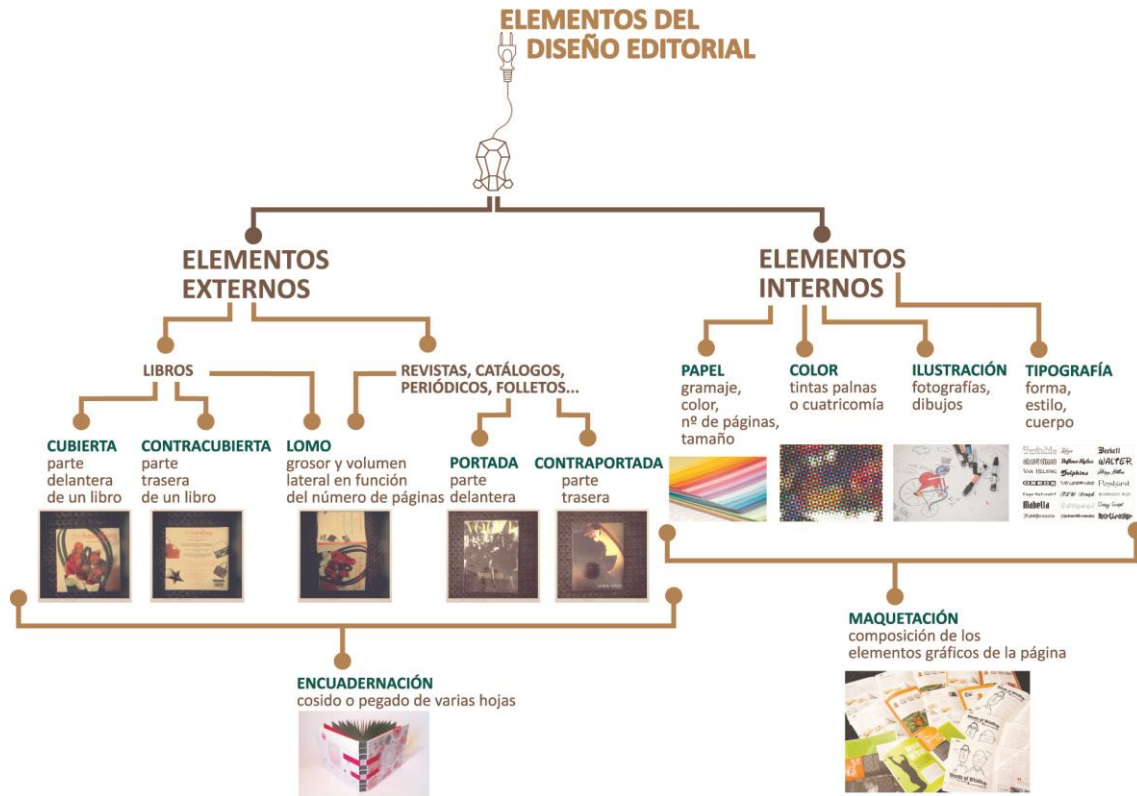 ELEMENTOS DEL
DISEÑO EDITORIAL
ELEMENTOS
EXTERNOS
LIBROS
CUBIERTA
parte
delantera
de un libro
CONTRACUBIERTA
parte
trasera
de un libro
LOMO
grosor y volumen
lateral en función
del número de páginas
REVISTAS, CATÁLOGOS,
PERIÓDICOS, FOLLETOS...
PORTADA
parte
delantera
CONTRAPORTADA
parte
trasera
ENCUADERNACIÓN
cosido o pegado de varias hojas
ELEMENTOS
INTERNOS
PAPEL
gramaje,
color,
nº de páginas,
tamaño
COLOR
tintas palnas
o cuatricomía
ILUSTRACIÓN
fotografías,
dibujos
TIPOGRAFÍA
forma,
estilo,
cuerpo
WALTER
MAQUETACIÓN
composición de los
elementos gráficos de la página